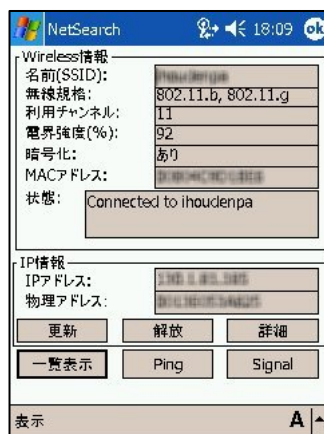 NetSearch 18:09 ok
Wireless情報
名前(SSID):
無線規格: 802.11.b, 802.11.g
利用チャンネル: 11
電界強度(%): 92
暗号化: あり
MACアドレス:
状態: Connected to ihoudenpa
IP情報
IPアドレス:
物理アドレス:
更新 解放 詳細
一覧表示 Ping Signal
表示 A